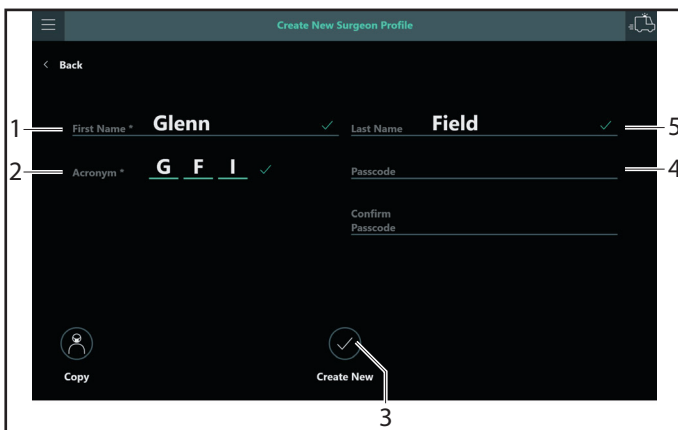 Create New Surgeon Profile
< Back
1 First Name * Glenn Last Name Field 5
2 Acronym * G F I Passcode 4
Confirm
Passcode
Copy Create New
3